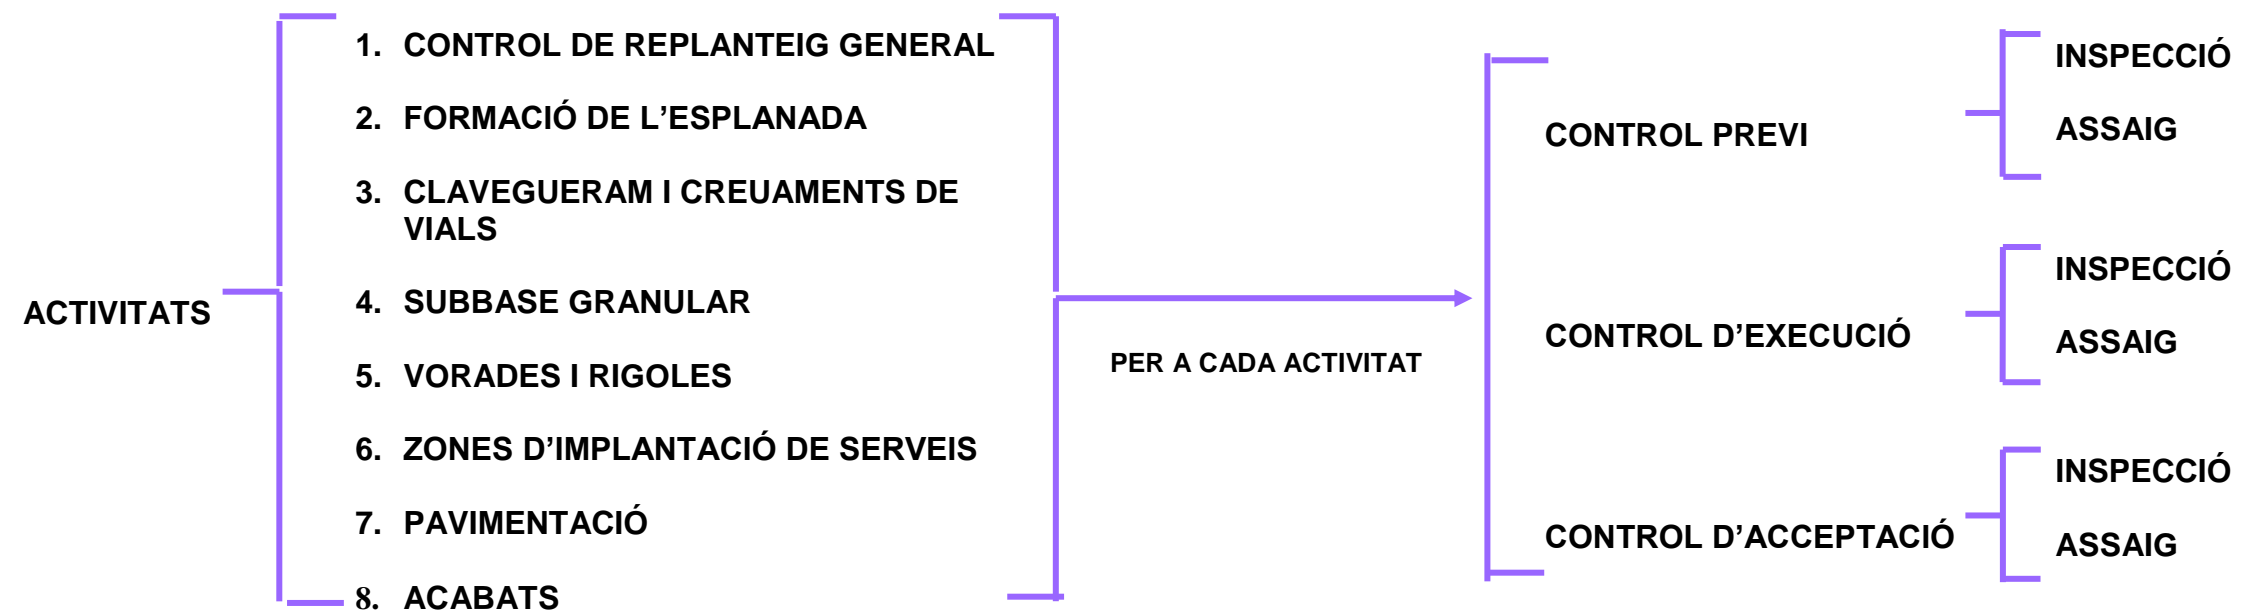 ACTIVITATS
1. CONTROL DE REPLANTEIG GENERAL
2. FORMACIÓ DE L’ESPLANADA
3. CLAVEGUERAM I CREUAMENTS DE
VIALS
4. SUBBASE GRANULAR
5. VORADES I RIGOLES
6. ZONES D’IMPLANTACIÓ DE SERVEIS
7. PAVIMENTACIÓ
8. ACABATS
PER A CADA ACTIVITAT
CONTROL PREVI
INSPECCIÓ
ASSAIG
CONTROL D’EXECUCIÓ
INSPECCIÓ
ASSAIG
CONTROL D’ACCEPTACIÓ
INSPECCIÓ
ASSAIG